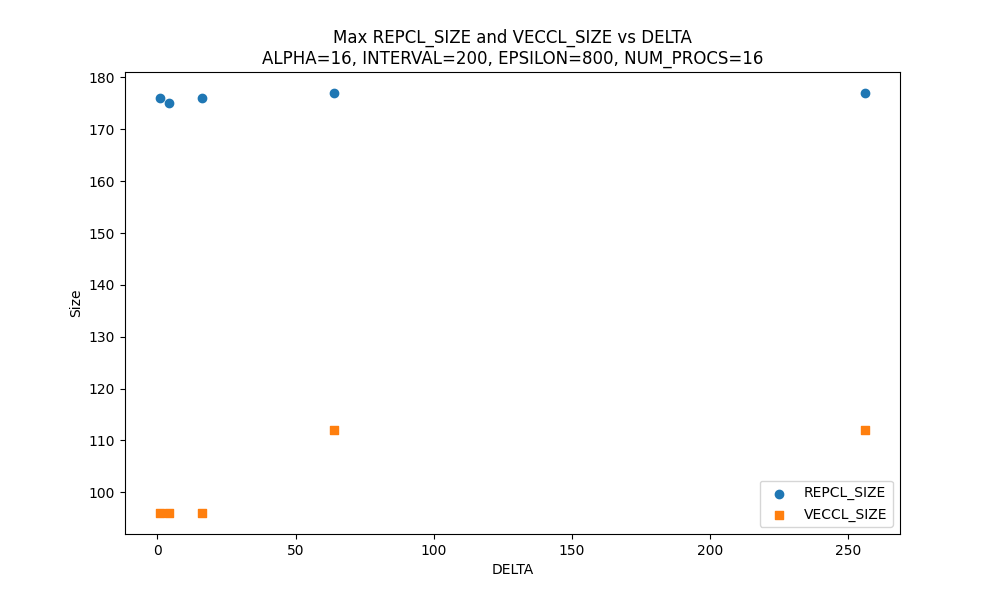 Max REPCL_SIZE and VECCL_SIZE vs DELTA
ALPHA=16, INTERVAL=200, EPSILON=800, NUM_PROCS=16
180
170
160
150
140
130
120
110
100
Size
0 50 100 150 200 250
DELTA
REPCL_SIZE
VECCL_SIZE